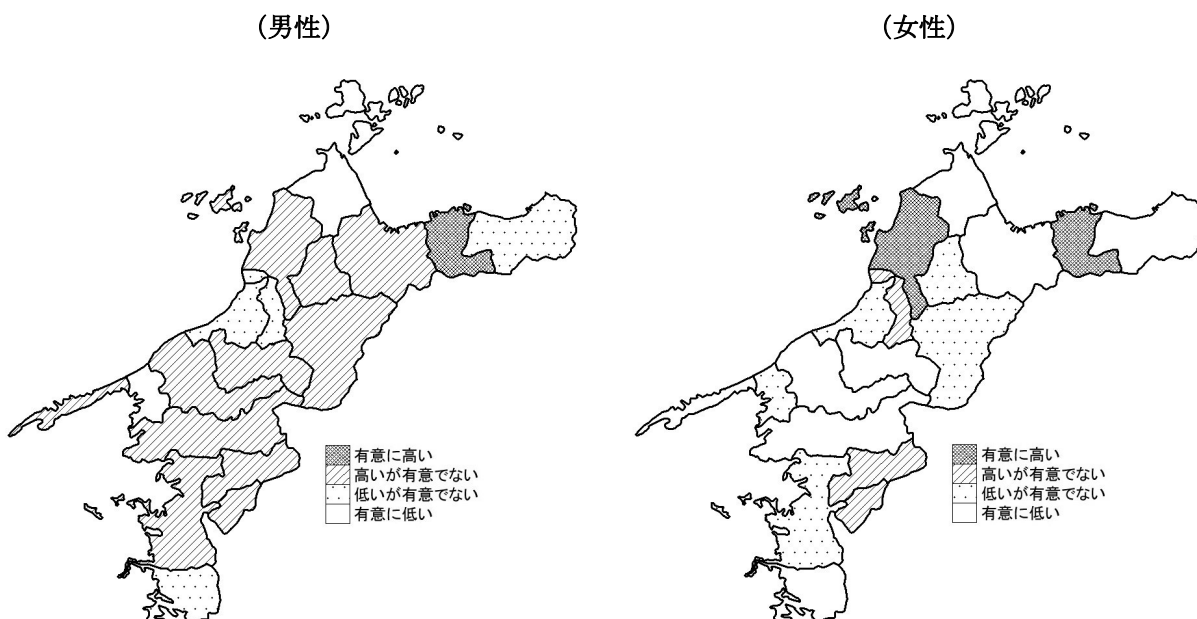 (男性)
(女性)
有意に高い
高いが有意でない
低いが有意でない
有意に低い
有意に高い
高いが有意でない
低いが有意でない
有意に低い